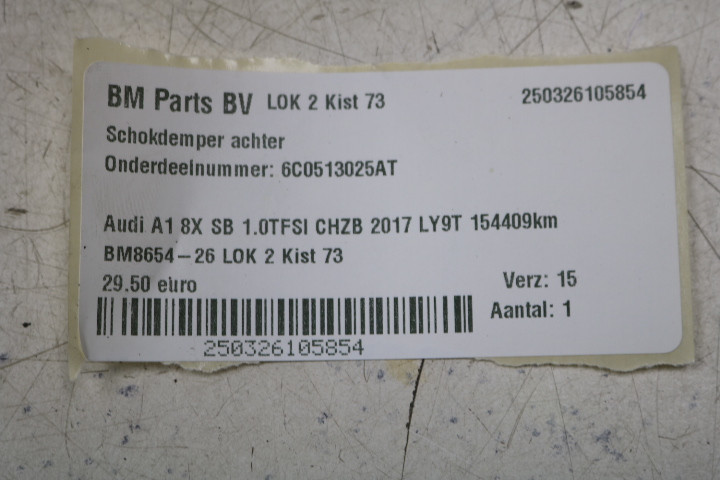 BM Parts BV LOK 2 Kist 73 250326105854
Schokdemper achter
Onderdeelnummer: 6C0513025AT
Audi A1 8X SB 1.0TFSI CHZB 2017 LY9T 154409km
BM8654-26 LOK 2 Kist 73
29.50 euro Verz: 15
Aantal: 1
250326105854